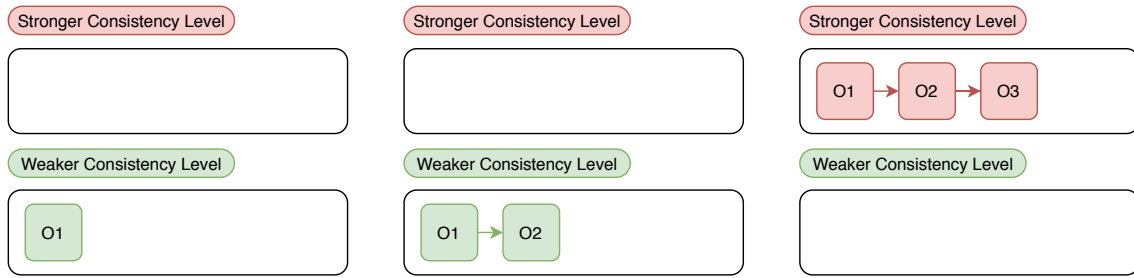 Stronger Consistency Level
Stronger Consistency Level
Stronger Consistency Level
O1 O2 O3
Weaker Consistency Level
Weaker Consistency Level
Weaker Consistency Level
O1
O1 O2